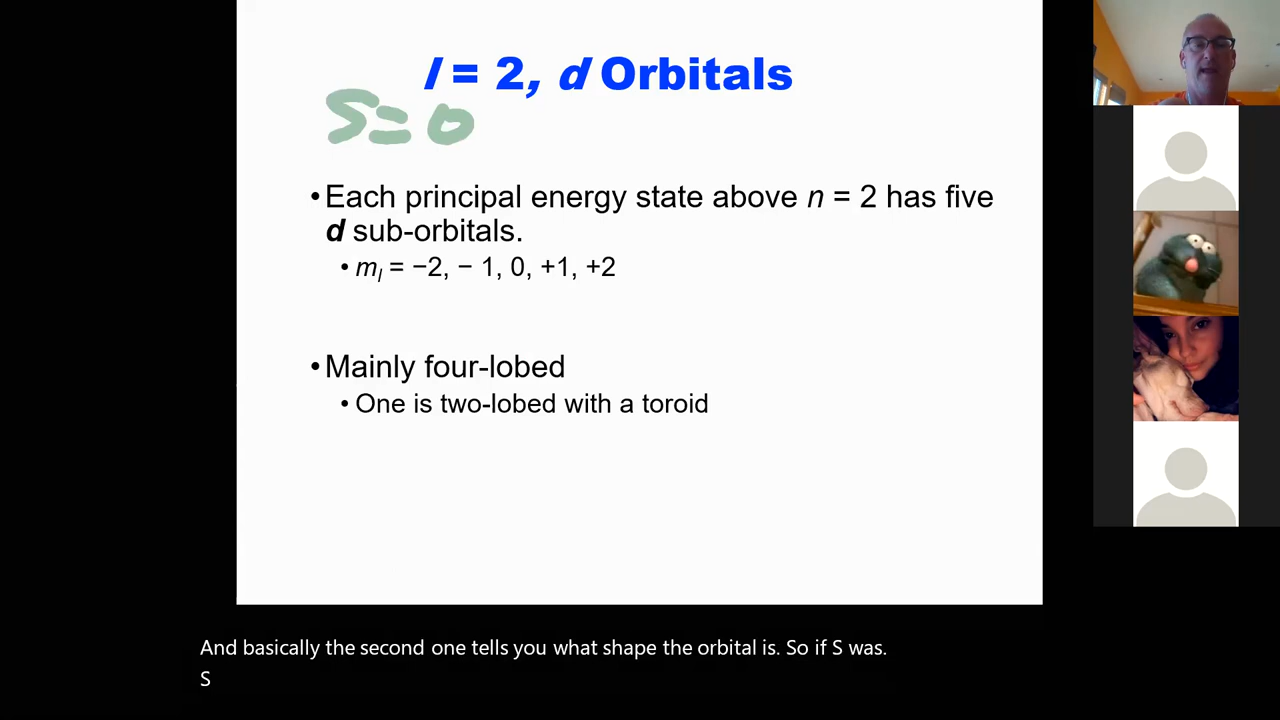 l = 2, d Orbitals
S = 0
• Each principal energy state above n = 2 has five
d sub-orbitals.
• ml = −2, − 1, 0, +1, +2
• Mainly four-lobed
• One is two-lobed with a toroid
And basically the second one tells you what shape the orbital is. So if S was.
S